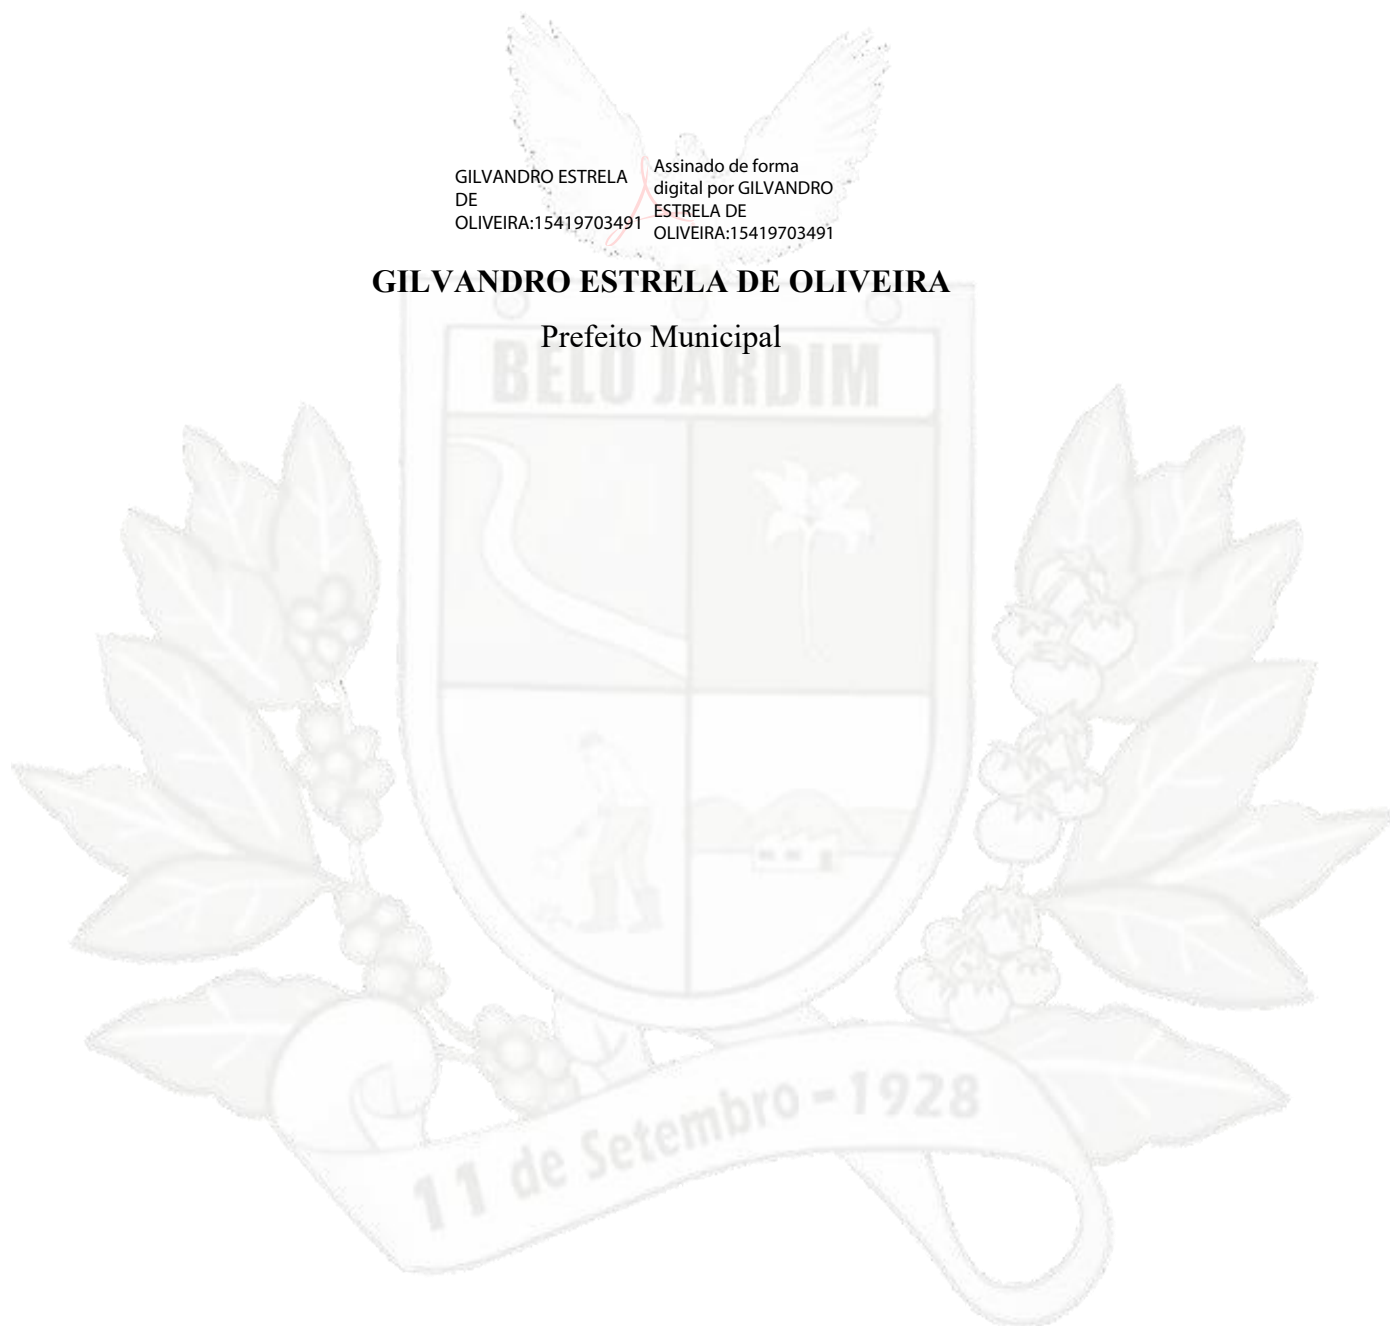 GILVANDRO ESTRELA
DE
OLIVEIRA:15419703491
Assinado de forma
digital por GILVANDRO
ESTRELA DE
OLIVEIRA:15419703491
GILVANDRO ESTRELA DE OLIVEIRA
Prefeito Municipal
BELO JARDIM
11 de Setembro - 1928